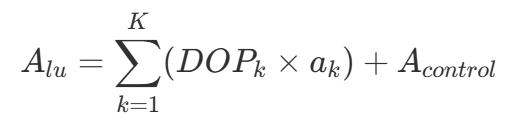 $A_{lu} = \sum_{k=1}^{K} (DOP_k \times a_k) + A_{control}$